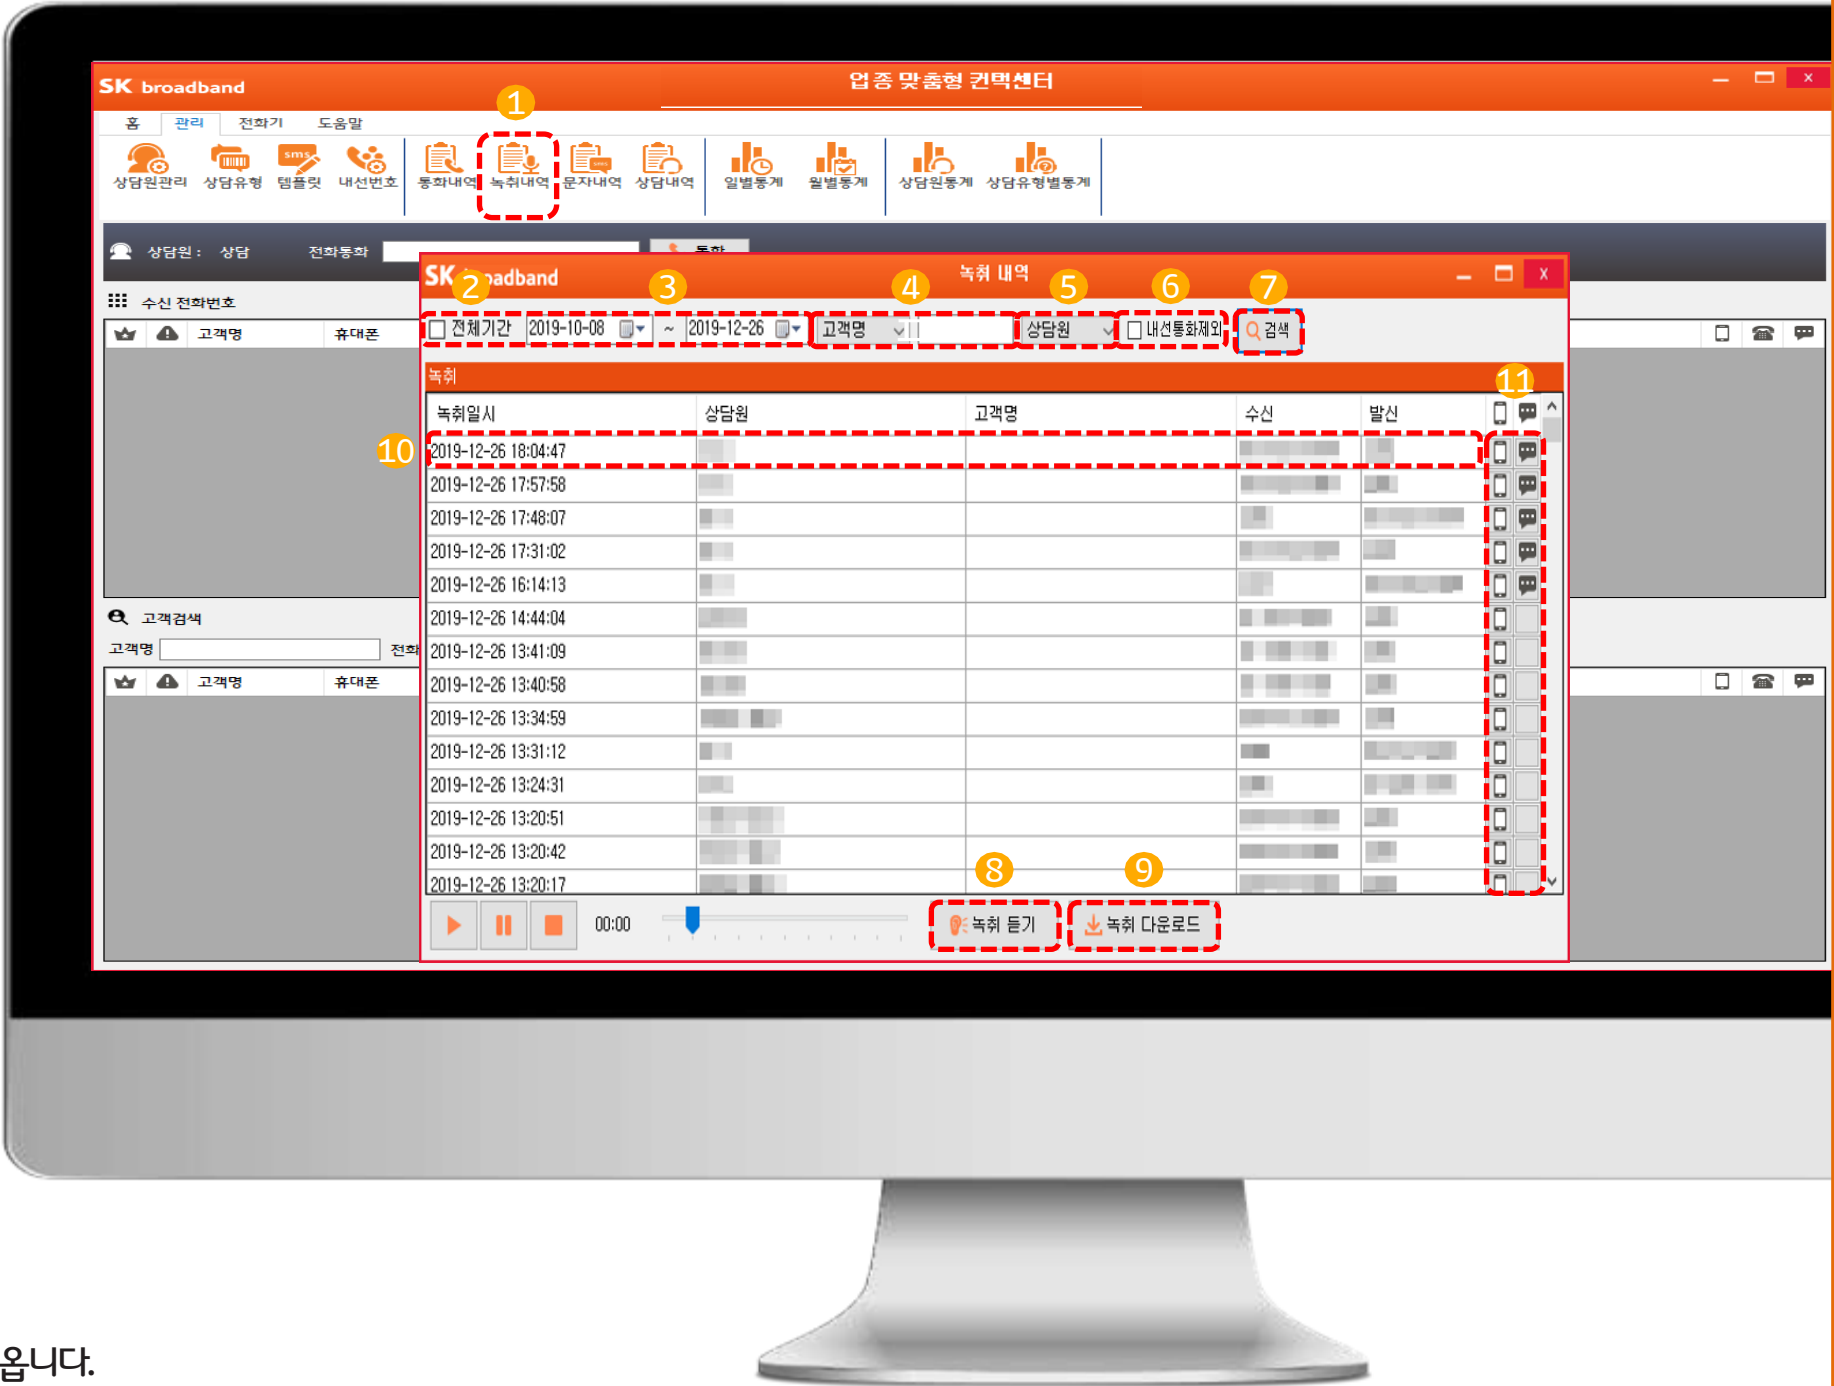 SK broadband
업종 맞춤형 컨택센터
1
홈 관리 전화기 도움말
상담원관리 상담유형 템플릿 내선번호 통화내역 녹취내역 문자내역 상담내역 일별통계 월별통계 상담원통계 상담유형별통계
상담원 : 상담 전화통화
수신 전화번호
고객명 휴대폰
고객검색
고객명
고객명 휴대폰
SK broadband 녹취 내역
2 3 4 5 6 7
전체기간 2019-10-08 ~ 2019-12-26 고객명 상담원 내선통화제외 검색
녹취
11
녹취일시 상담원 고객명 수신 발신
10
2019-12-26 18:04:47
2019-12-26 17:57:58
2019-12-26 17:48:07
2019-12-26 17:31:02
2019-12-26 16:14:13
2019-12-26 14:44:04
2019-12-26 13:41:09
2019-12-26 13:40:58
2019-12-26 13:34:59
2019-12-26 13:31:12
2019-12-26 13:24:31
2019-12-26 13:20:51
2019-12-26 13:20:42
2019-12-26 13:20:17
8 9
00:00 녹취 듣기 녹취 다운로드
옵니다.